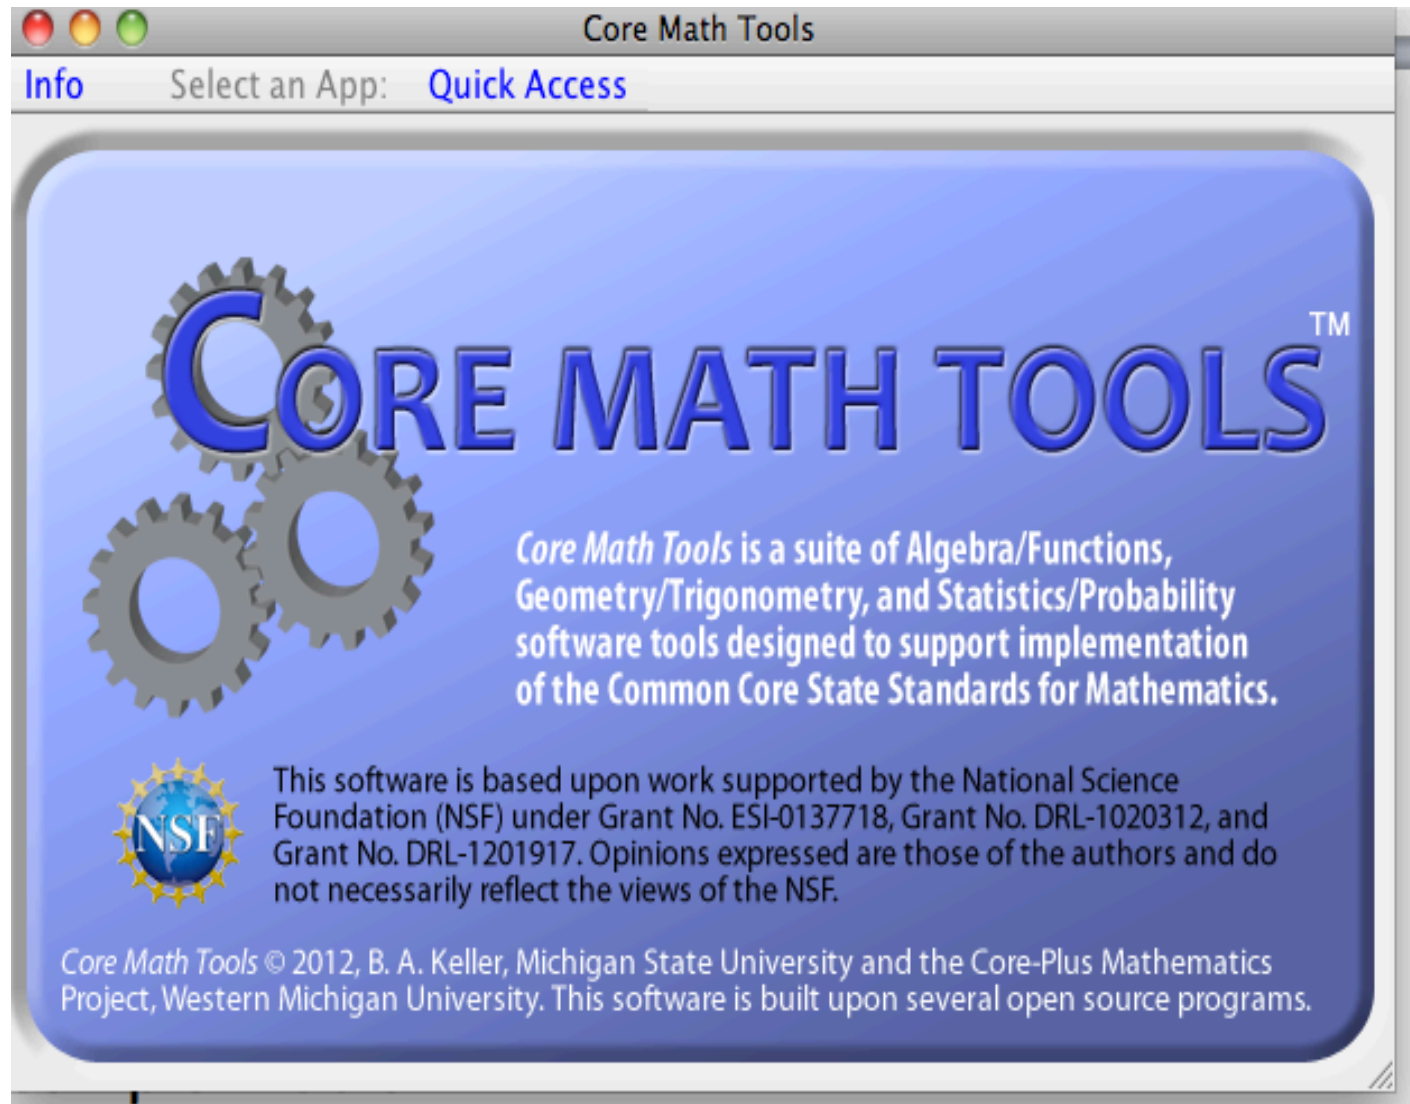 Core Math Tools
Info Select an App: Quick Access
CORE MATH TOOLS™
Core Math Tools is a suite of Algebra/Functions,
Geometry/Trigonometry, and Statistics/Probability
software tools designed to support implementation
of the Common Core State Standards for Mathematics.
NSF
This software is based upon work supported by the National Science
Foundation (NSF) under Grant No. ESI-0137718, Grant No. DRL-1020312, and
Grant No. DRL-1201917. Opinions expressed are those of the authors and do
not necessarily reflect the views of the NSF.
Core Math Tools © 2012, B. A. Keller, Michigan State University and the Core-Plus Mathematics
Project, Western Michigan University. This software is built upon several open source programs.